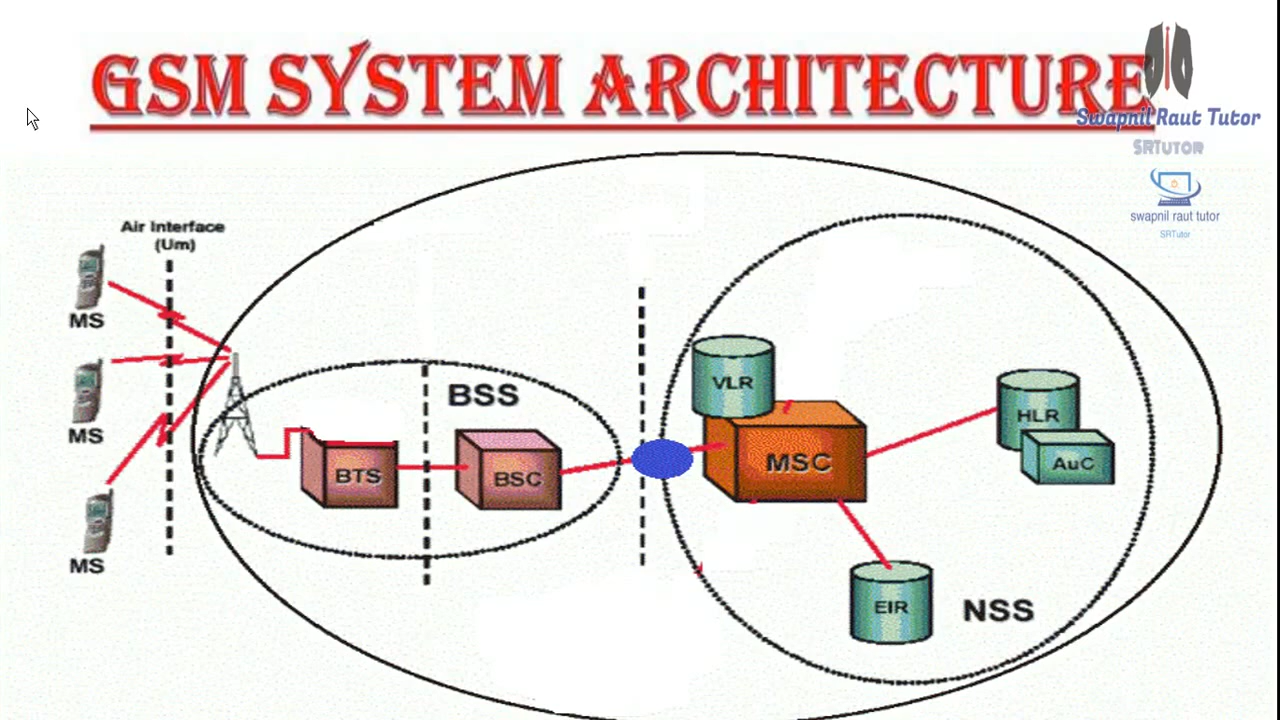 GSM SYSTEM ARCHITECTURE
Swapnil Raut Tutor
SRTUTOR
swapnil raut tutor
SRTutor
Air Interface
(Um)
MS
MS
MS
BTS
BSS
BSC
VLR
MSC
HLR
AuC
EIR
NSS